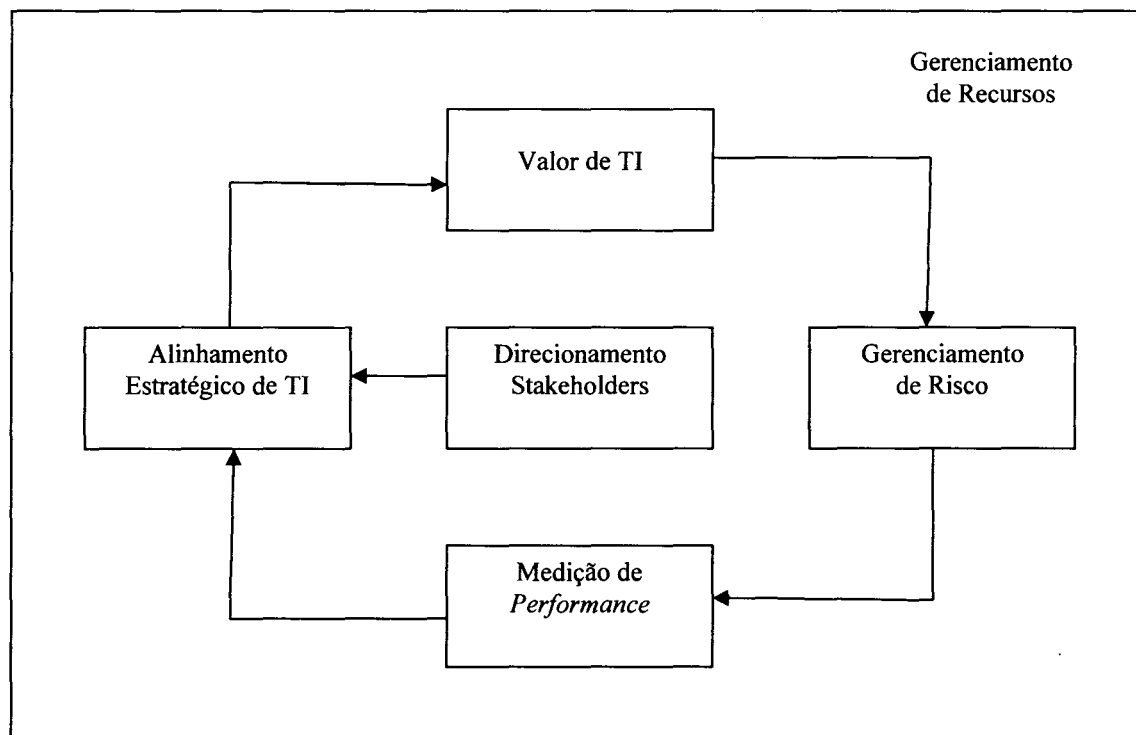 Gerenciamento
de Recursos
Valor de TI
Alinhamento
Estratégico de TI
Direcionamento
Stakeholders
Gerenciamento
de Risco
Medição de
Performance